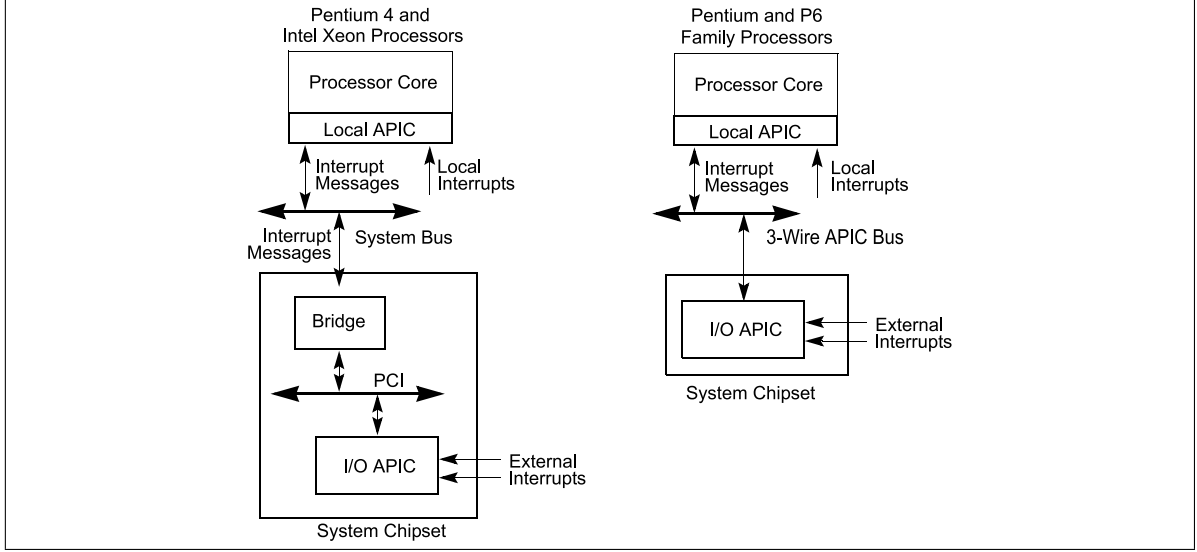 Pentium 4 and
Intel Xeon Processors
Processor Core
Local APIC
Interrupt
Messages
Local
Interrupts
Interrupt
Messages
System Bus
Bridge
PCI
I/O APIC
External
Interrupts
System Chipset
Pentium and P6
Family Processors
Processor Core
Local APIC
Interrupt
Messages
Local
Interrupts
3-Wire APIC Bus
I/O APIC
External
Interrupts
System Chipset